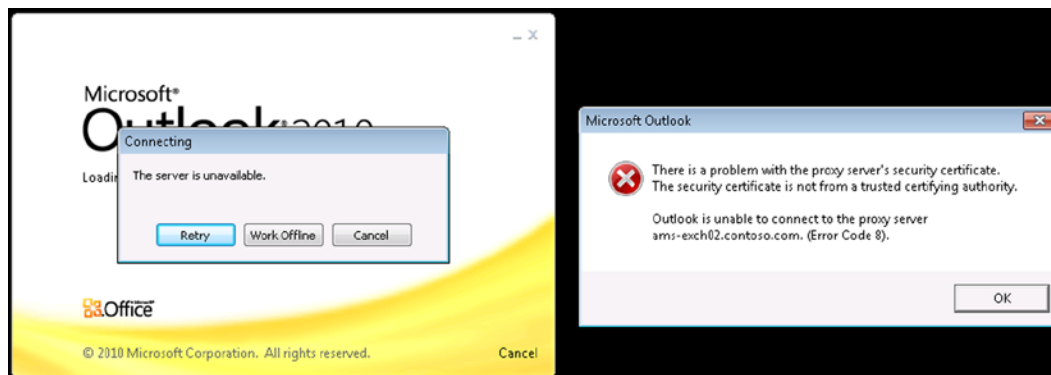 Microsoft®
Outlook 2010
Connecting
The server is unavailable.
Retry
Work Offline
Cancel
Office
© 2010 Microsoft Corporation. All rights reserved.
Cancel
Microsoft Outlook
There is a problem with the proxy server's security certificate.
The security certificate is not from a trusted certifying authority.
Outlook is unable to connect to the proxy server
ams-exch02.contoso.com. (Error Code 8).
OK